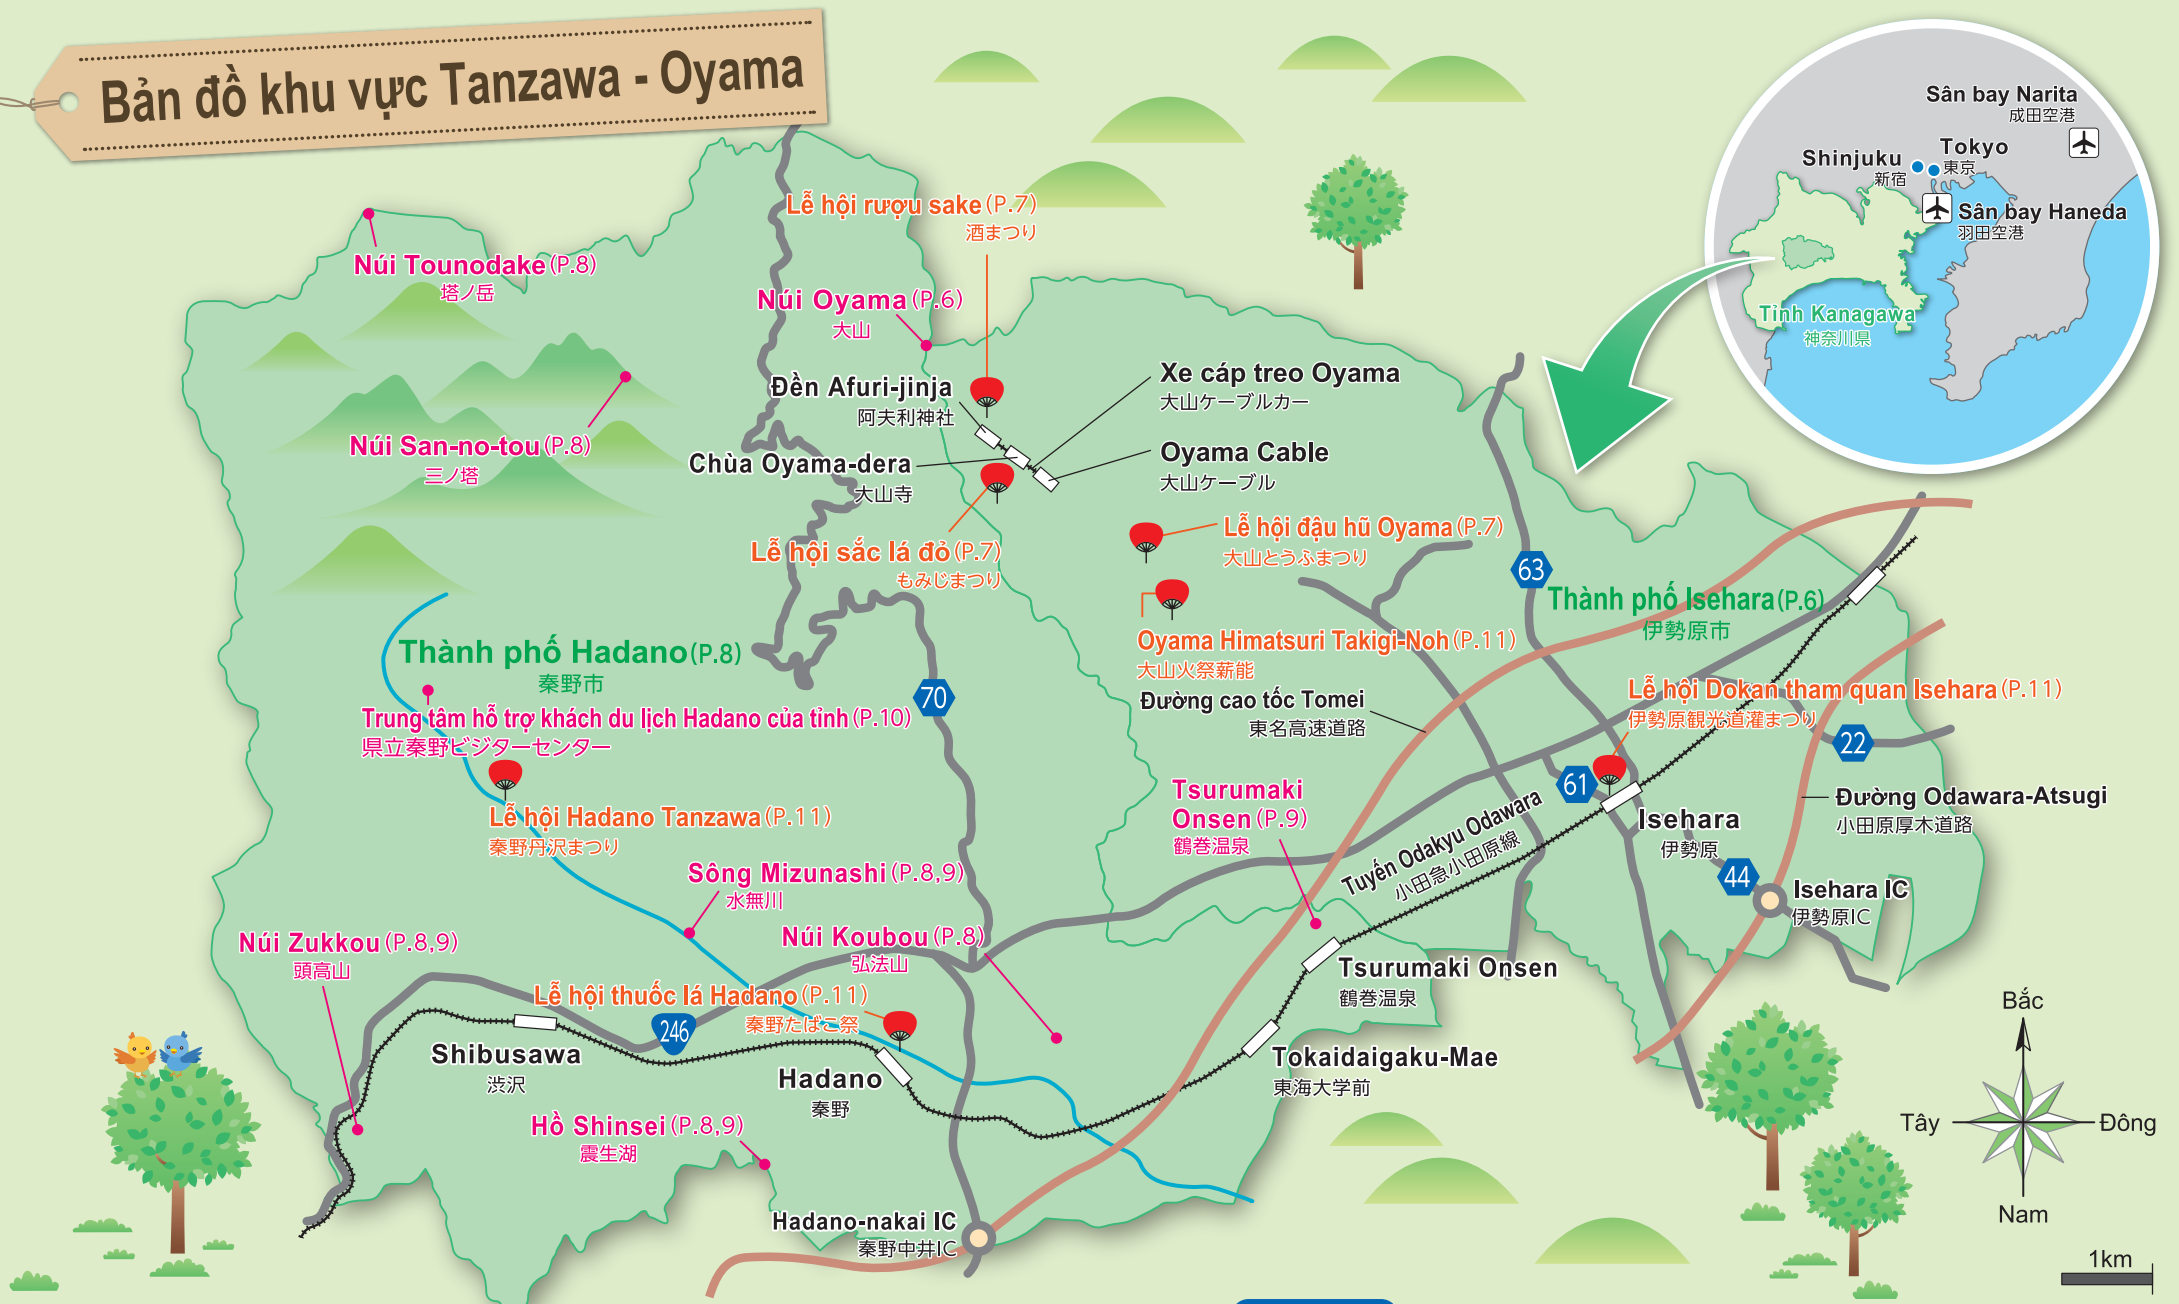 Bản đồ khu vực Tanzawa - Oyama
Sân bay Narita
成田空港
Shinjuku
新宿
Tokyo
東京
Sân bay Haneda
羽田空港
Tỉnh Kanagawa
神奈川県
Lễ hội rượu sake (P.7)
酒まつり
Núi Tounodake (P.8)
塔ノ岳
Núi Oyama (P.6)
大山
Đền Afuri-jinja
阿夫利神社
Xe cáp treo Oyama
大山ケーブルカー
Núi San-no-tou (P.8)
三ノ塔
Chùa Oyama-dera
大山寺
Oyama Cable
大山ケーブル
Lễ hội sắc lá đỏ (P.7)
もみじまつり
Lễ hội đậu hũ Oyama (P.7)
大山とうふまつり
63
Thành phố Isehara (P.6)
伊勢原市
Oyama Himatsuri Takigi-Noh (P.11)
大山火祭薪能
Thành phố Hadano (P.8)
秦野市
70
Đường cao tốc Tomei
東名高速道路
Lễ hội Dokan tham quan Isehara (P.11)
伊勢原観光道灌まつり
Trung tâm hỗ trợ khách du lịch Hadano của tỉnh (P.10)
県立秦野ビジターセンター
22
61
Tsurumaki
Onsen (P.9)
鶴巻温泉
Đường Odawara-Atsugi
小田原厚木道路
Lễ hội Hadano Tanzawa (P.11)
秦野丹沢まつり
Tuyến Odakyu Odawara
小田急小田原線
Isehara
伊勢原
44
Isehara IC
伊勢原IC
Sông Mizunashi (P.8,9)
水無川
Núi Zukkou (P.8,9)
頭高山
Núi Koubou (P.8)
弘法山
Tsurumaki Onsen
鶴巻温泉
Lễ hội thuốc lá Hadano (P.11)
秦野たばこ祭
246
Shibusawa
渋沢
Hadano
秦野
Tokaidaigaku-Mae
東海大学前
Hồ Shinsei (P.8,9)
震生湖
Hadano-nakai IC
秦野中井IC
Bắc
Tây
Đông
Nam
1km